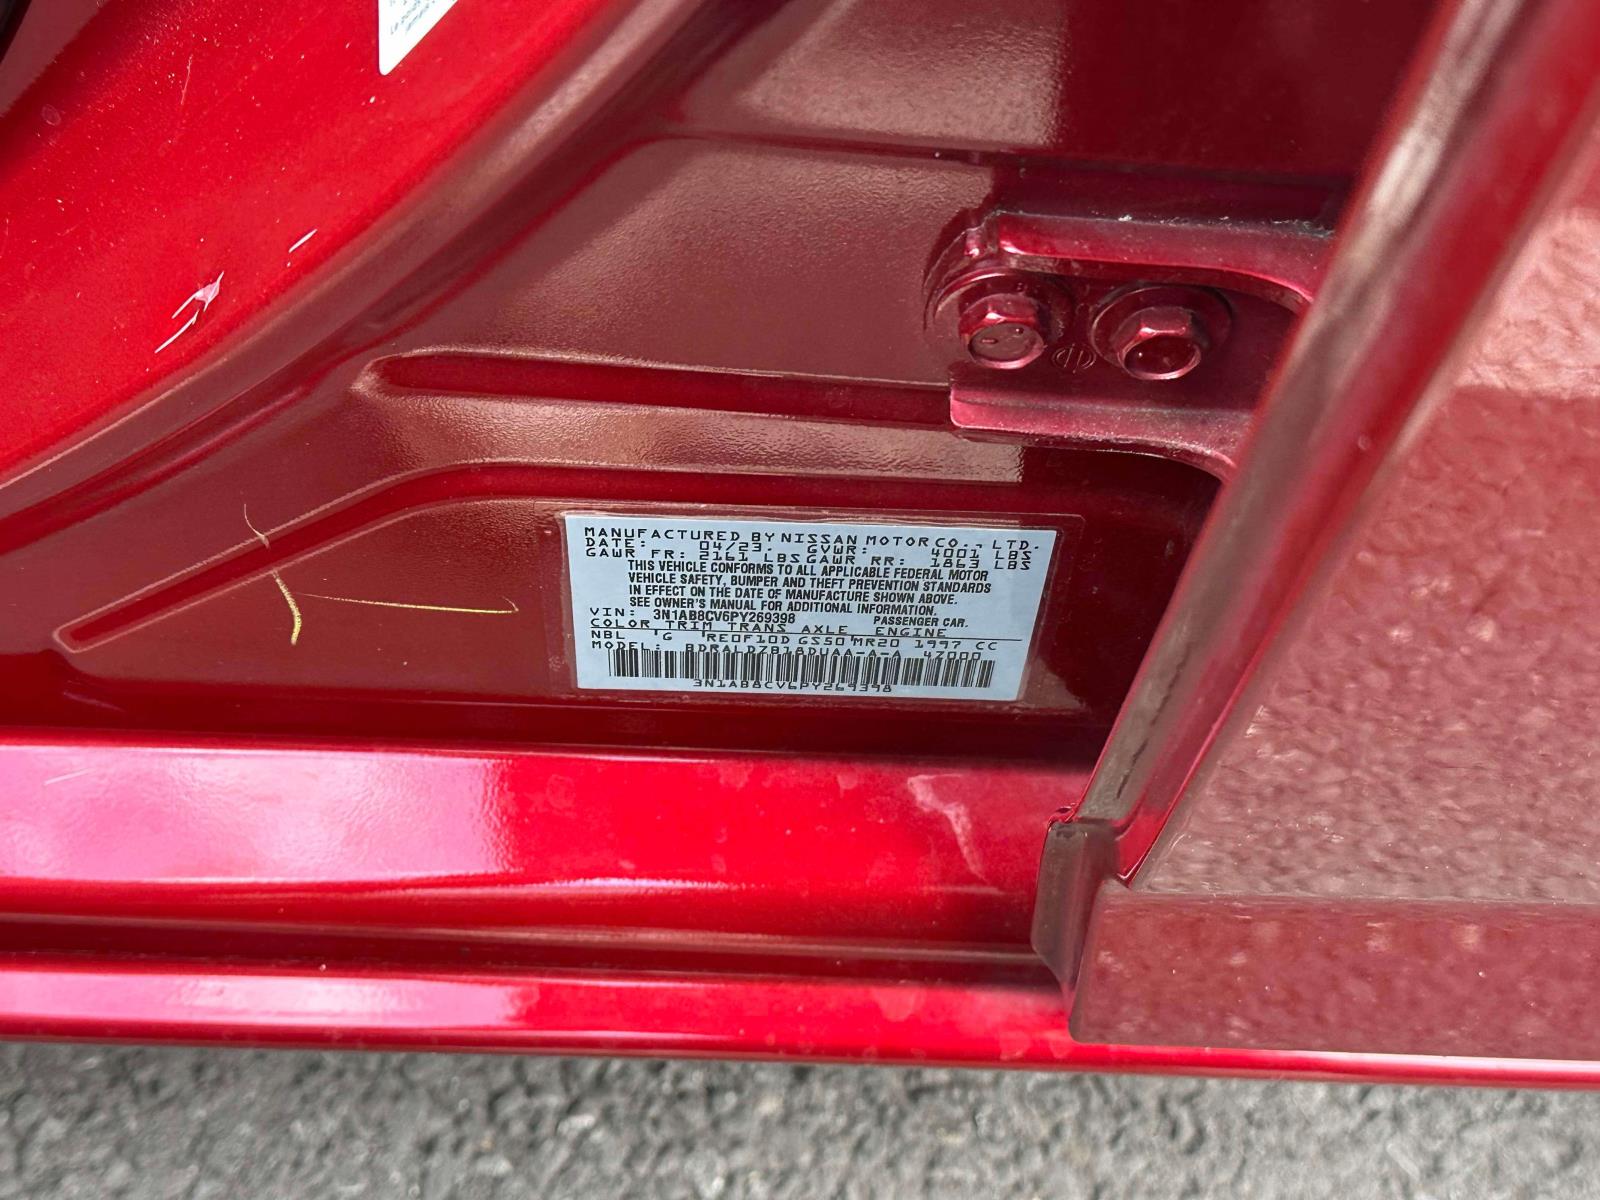 MANUFACTURED BY NISSAN MOTOR CO., LTD.
DATE: 04/23. GVWR: 4001 LBS
GAWR FR: 2161 LBS GAWR RR: 1863 LBS
THIS VEHICLE CONFORMS TO ALL APPLICABLE FEDERAL MOTOR
VEHICLE SAFETY, BUMPER AND THEFT PREVENTION STANDARDS
IN EFFECT ON THE DATE OF MANUFACTURE SHOWN ABOVE.
SEE OWNER'S MANUAL FOR ADDITIONAL INFORMATION.
VIN: 3N1AB8CV6PY269398 PASSENGER CAR.
COLOR TRIM TRANS AXLE ENGINE
NBL G RE0F10D GS50 MR20 1997 CC
MODEL: BDRALDZB18DUAA-A-A 4Z000
3N1AB8CV6PY269398